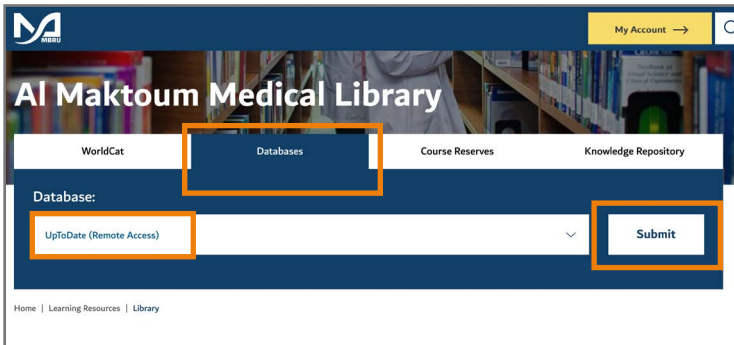 MBRU
My Account →
Al Maktoum Medical Library
WorldCat
Databases
Course Reserves
Knowledge Repository
Database:
UpToDate (Remote Access)
Submit
Home | Learning Resources | Library